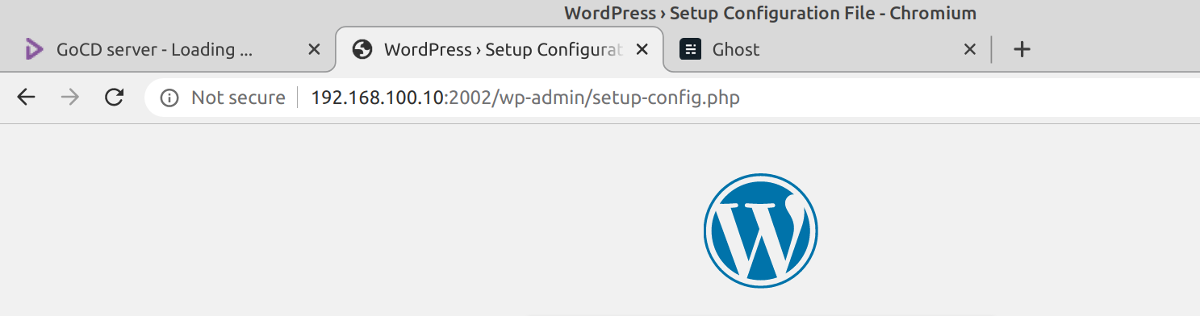 WordPress › Setup Configuration File - Chromium
GoCD server - Loading ...
WordPress › Setup Configurat
Ghost
Not secure
192.168.100.10:2002/wp-admin/setup-config.php